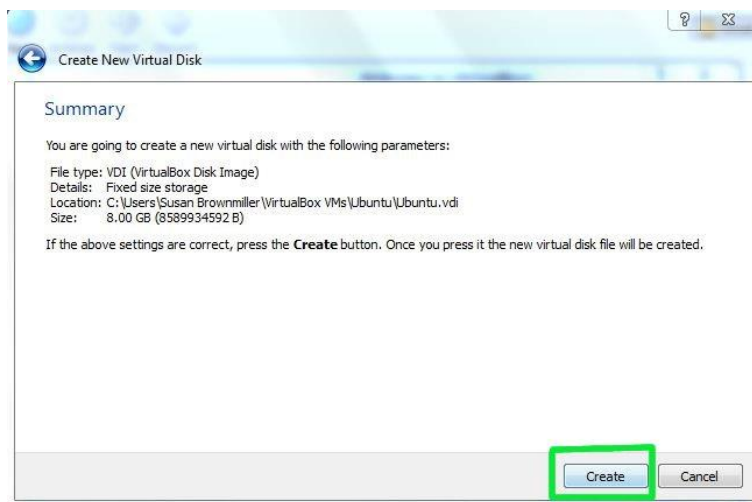 Create New Virtual Disk
Summary
You are going to create a new virtual disk with the following parameters:
File type: VDI (VirtualBox Disk Image)
Details: Fixed size storage
Location: C:\Users\Susan Brownmiller\VirtualBox VMs\Ubuntu\Ubuntu.vdi
Size: 8.00 GB (8589934592 B)
If the above settings are correct, press the Create button. Once you press it the new virtual disk file will be created.
Create Cancel